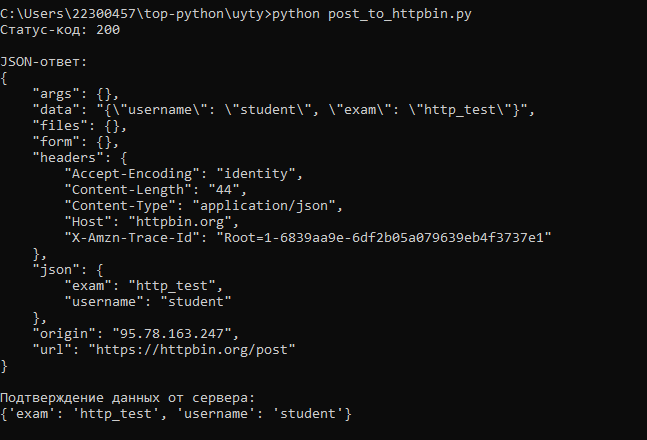 C:\Users\22300457\top-python\uyty>python post_to_httpbin.py
Статус-код: 200
JSON-ответ:
{
    "args": {},
    "data": "{\"username\": \"student\", \"exam\": \"http_test\"}",
    "files": {},
    "form": {},
    "headers": {
        "Accept-Encoding": "identity",
        "Content-Length": "44",
        "Content-Type": "application/json",
        "Host": "httpbin.org",
        "X-Amzn-Trace-Id": "Root=1-6839aa9e-6df2b05a079639eb4f3737e1"
    },
    "json": {
        "exam": "http_test",
        "username": "student"
    },
    "origin": "95.78.163.247",
    "url": "https://httpbin.org/post"
}
Подтверждение данных от сервера:
{'exam': 'http_test', 'username': 'student'}